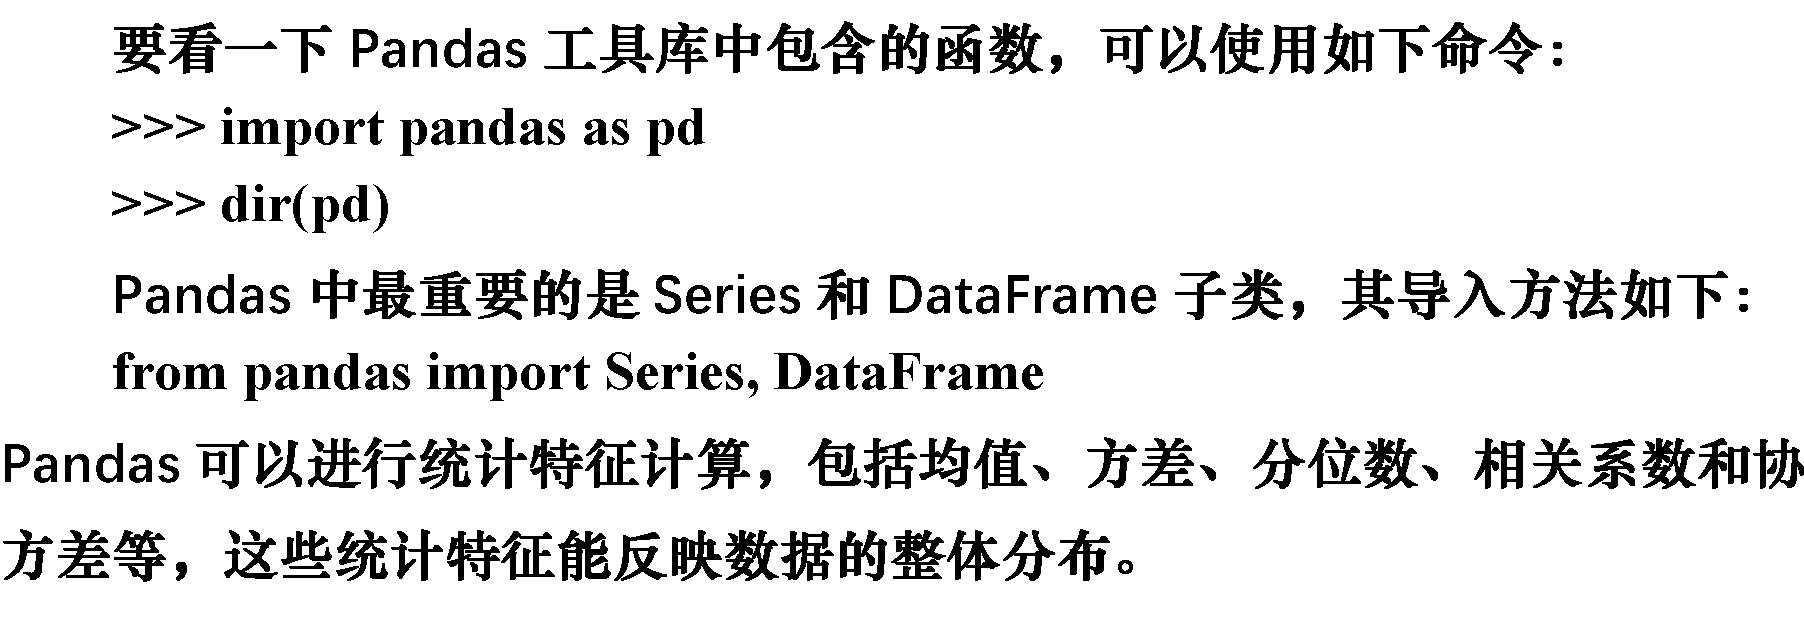 要看一下 Pandas 工具库中包含的函数，可以使用如下命令：
>>> import pandas as pd
>>> dir(pd)
Pandas 中最重要的是 Series 和 DataFrame 子类，其导入方法如下：
from pandas import Series, DataFrame
Pandas 可以进行统计特征计算，包括均值、方差、分位数、相关系数和协
方差等，这些统计特征能反映数据的整体分布。